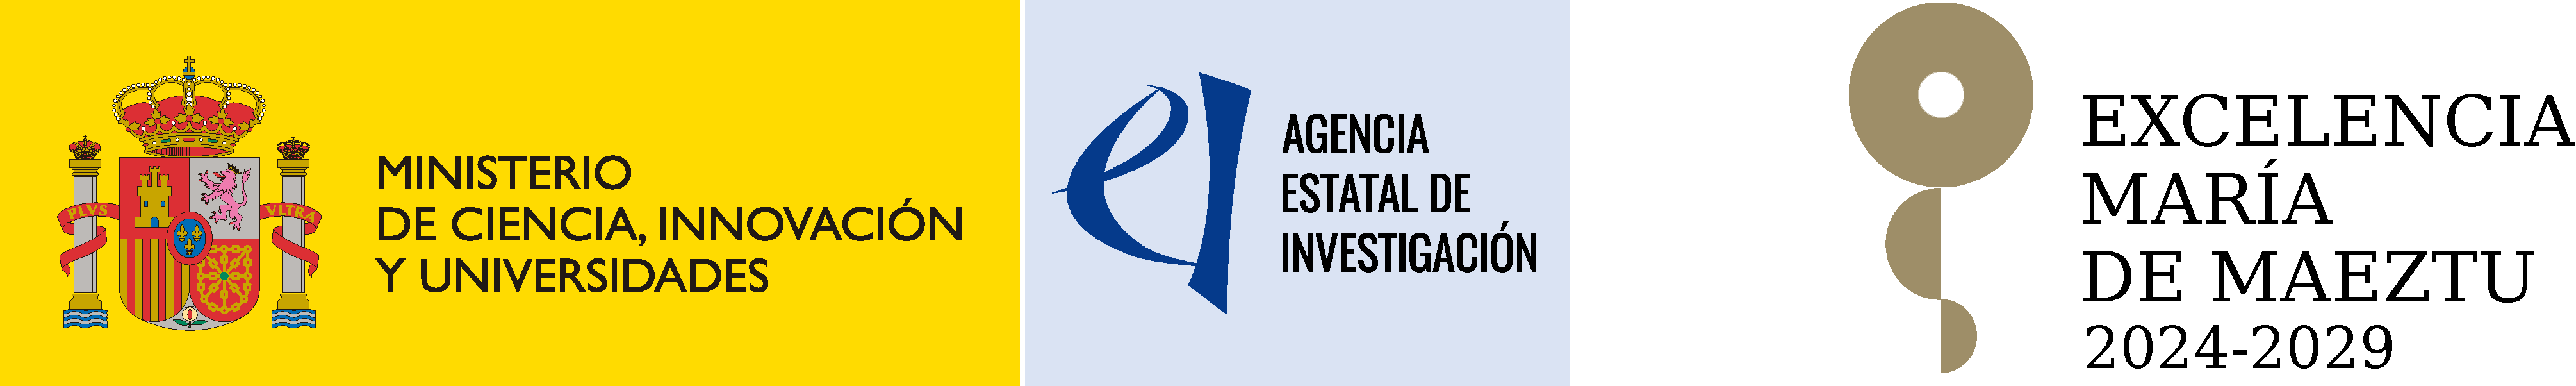 PLVS
VLTRA
MINISTERIO
DE CIENCIA, INNOVACIÓN
Y UNIVERSIDADES
AGENCIA
ESTATAL DE
INVESTIGACIÓN
EXCELENCIA
MARÍA
DE MAEZTU
2024-2029